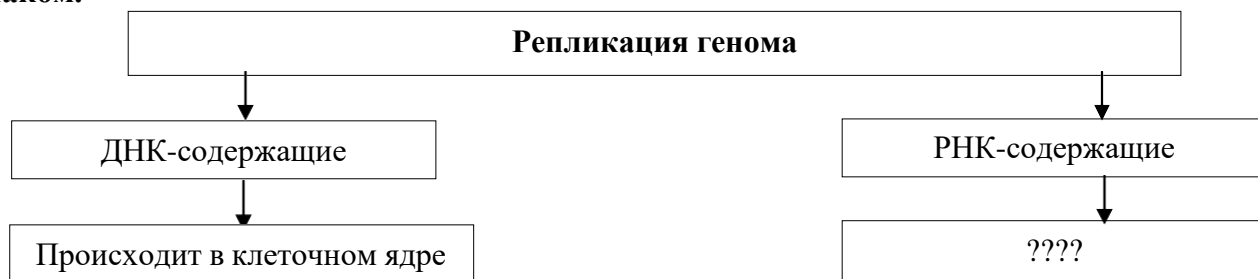 Репликация генома
ДНК-содержащие
РНК-содержащие
Происходит в клеточном ядре
????